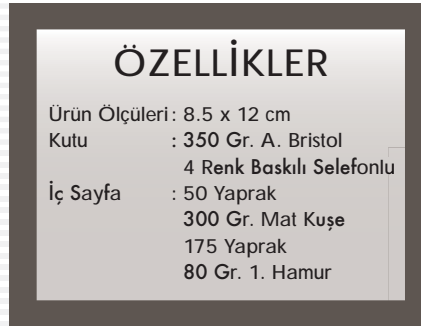 ÖZELLİKLER
Ürün Ölçüleri : 8.5 x 12 cm
Kutu : 350 Gr. A. Bristol
4 Renk Baskılı Selefonlu
İç Sayfa : 50 Yaprak
300 Gr. Mat Kuşe
175 Yaprak
80 Gr. 1. Hamur